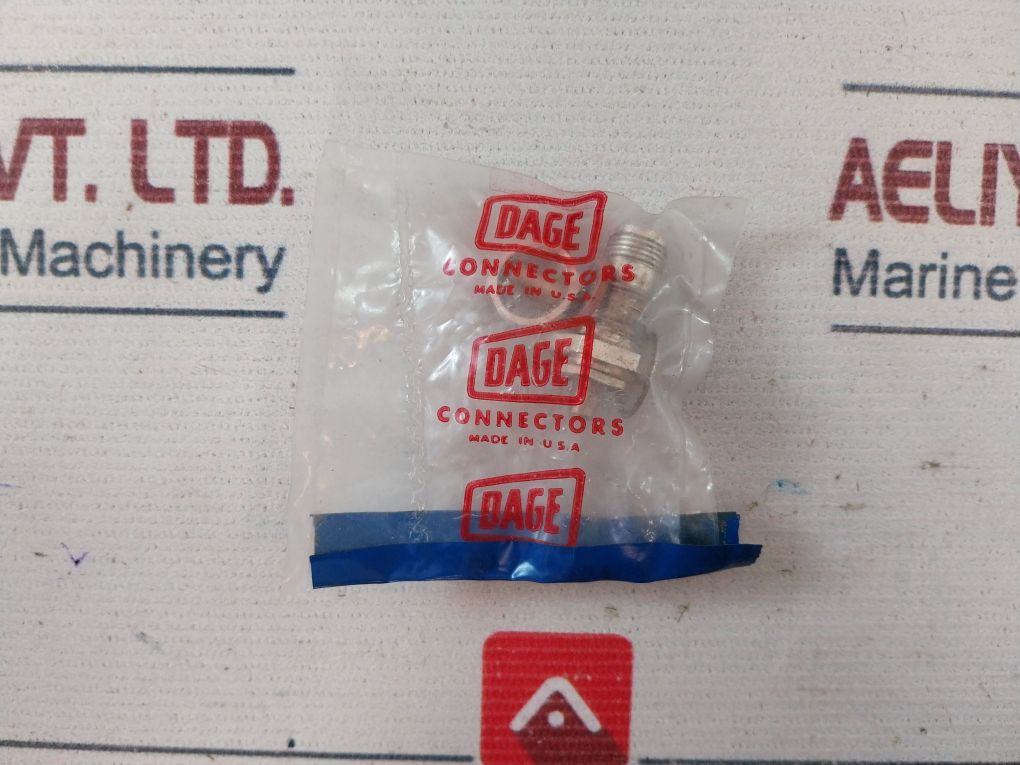 VT. LTD.
Machinery
AELIY
Marine
DAGE
CONNECTORS
MADE IN U.S.A.
DAGE
CONNECTORS
MADE IN U.S.A
DAGE